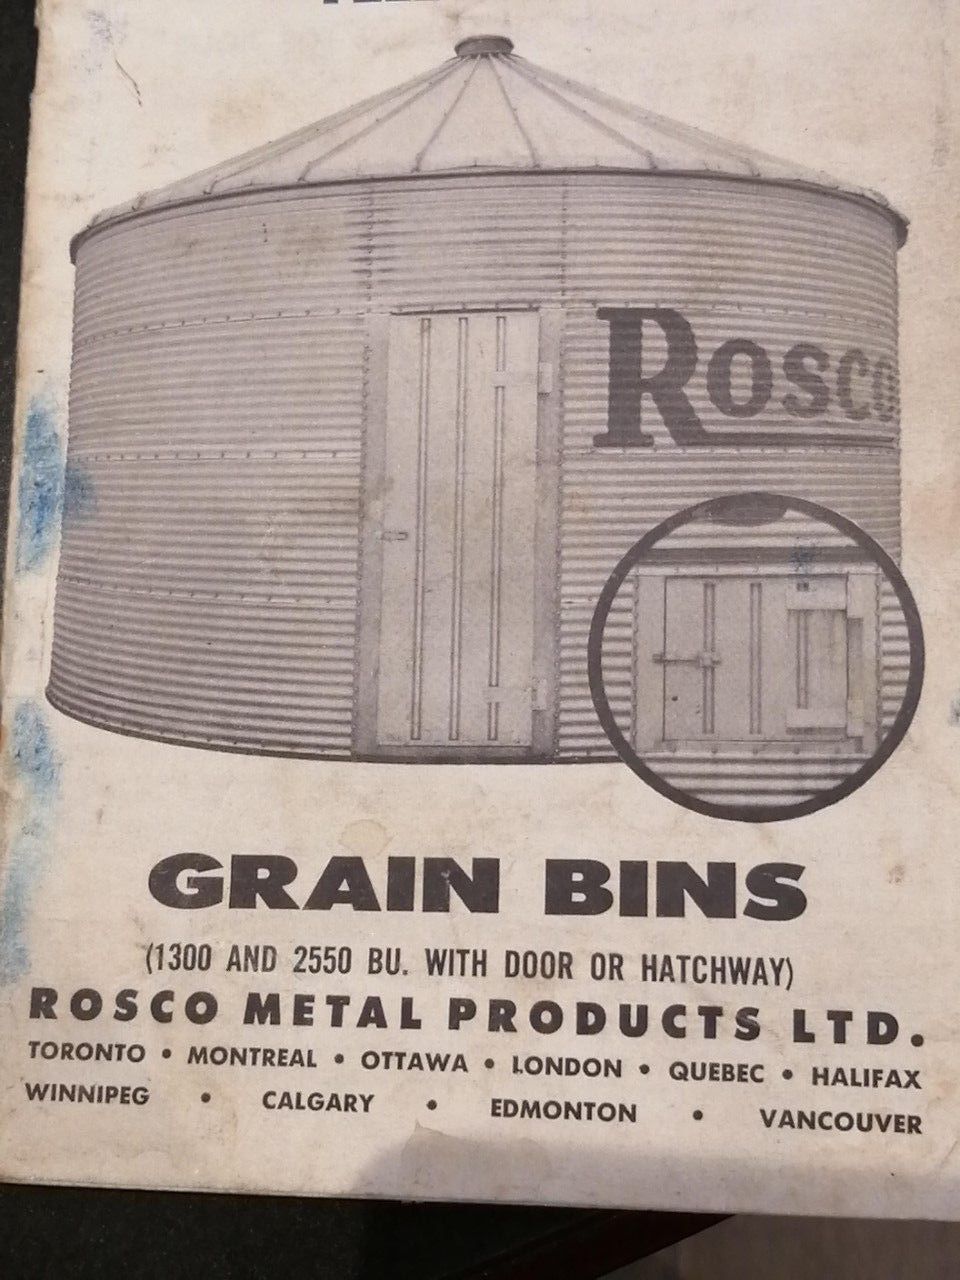 Rosco
GRAIN BINS
(1300 AND 2550 BU. WITH DOOR OR HATCHWAY)
ROSCO METAL PRODUCTS LTD.
TORONTO • MONTREAL • OTTAWA • LONDON • QUEBEC • HALIFAX
WINNIPEG • CALGARY • EDMONTON • VANCOUVER